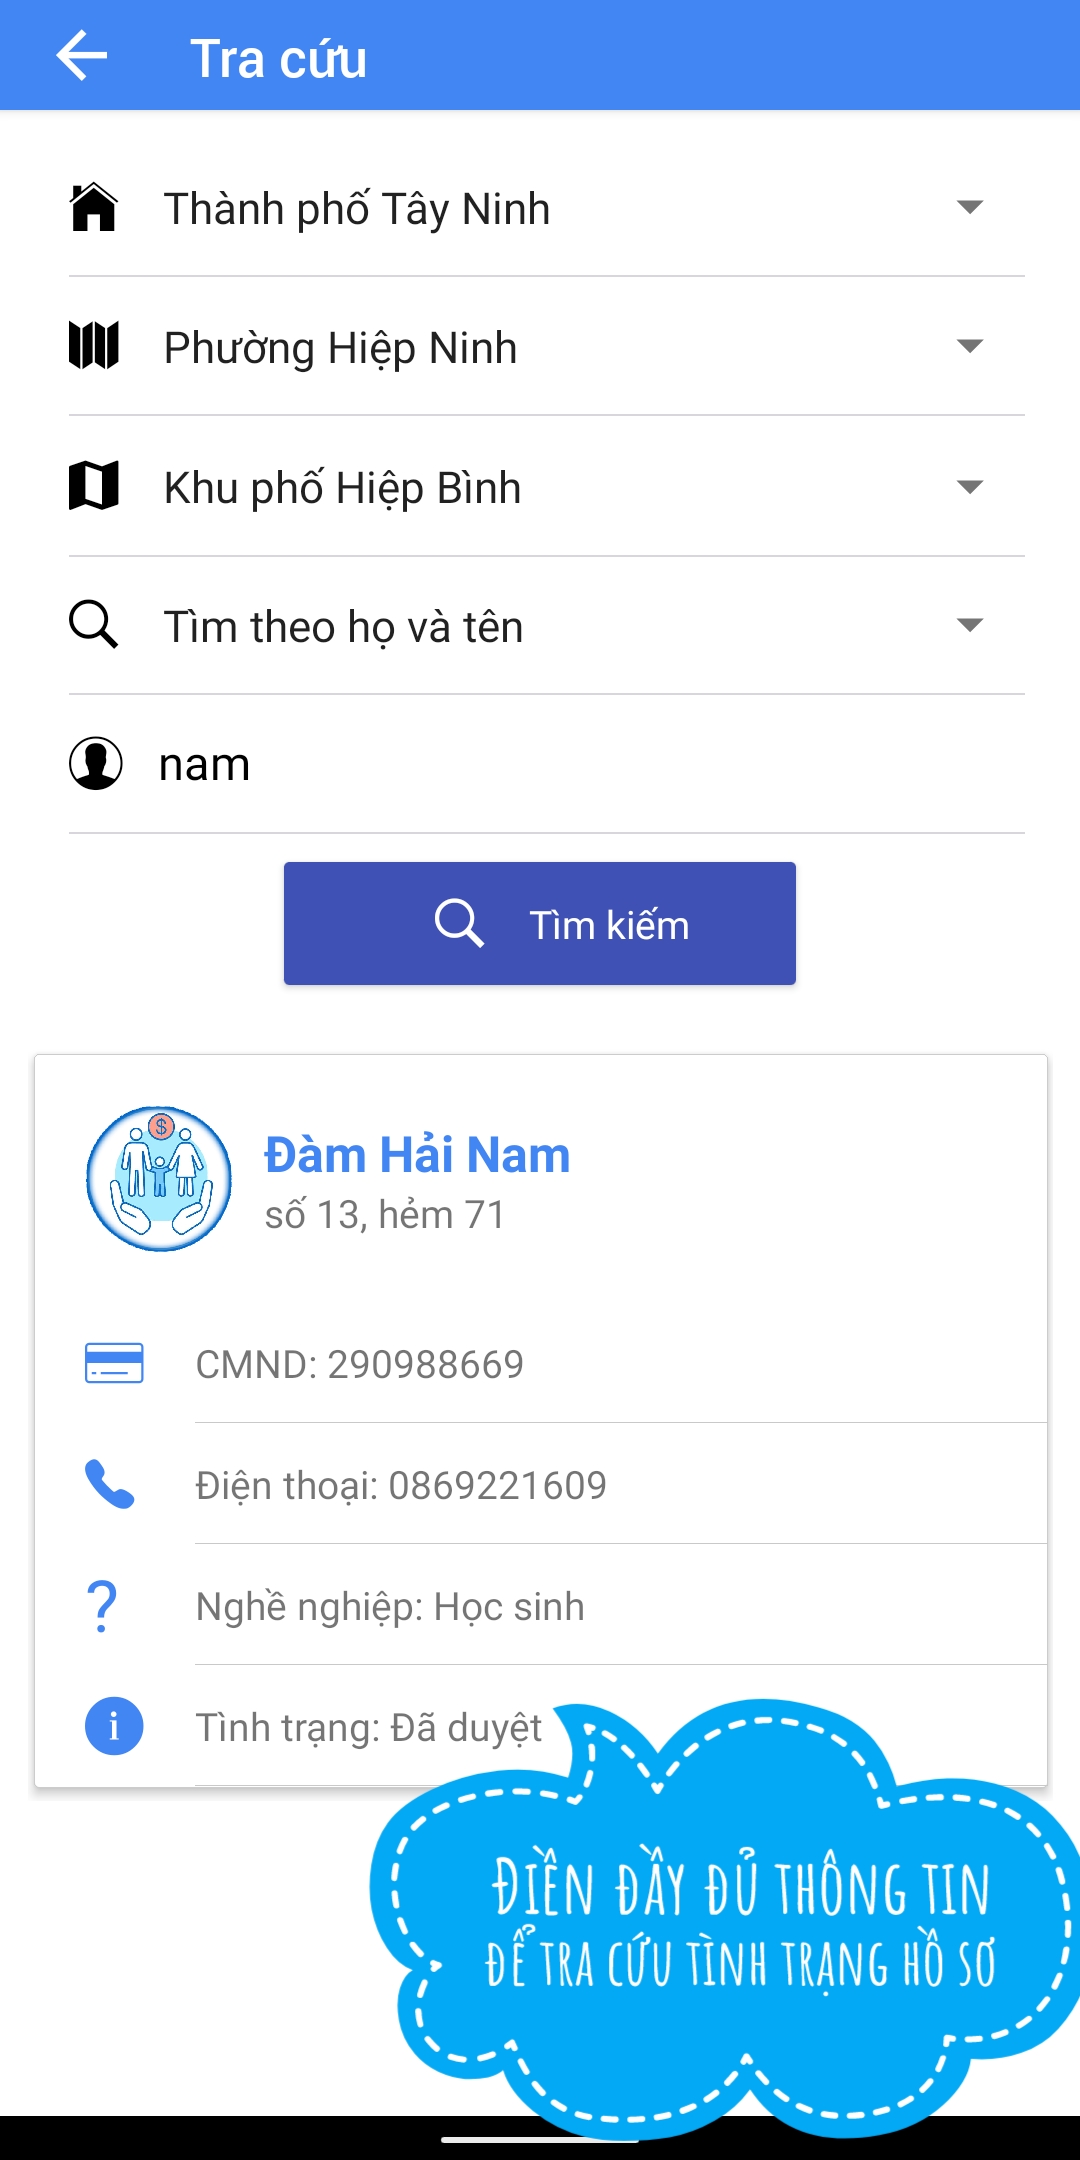 Tra cứu
Thành phố Tây Ninh
Phường Hiệp Ninh
Khu phố Hiệp Bình
Tìm theo họ và tên
nam
Tìm kiếm
$
Đàm Hải Nam
số 13, hẻm 71
CMND: 290988669
Điện thoại: 0869221609
?
Nghề nghiệp: Học sinh
i
Tình trạng: Đã duyệt
ĐIỀN ĐẦY ĐỦ THÔNG TIN
ĐỂ TRA CỨU TÌNH TRẠNG HỒ SƠ